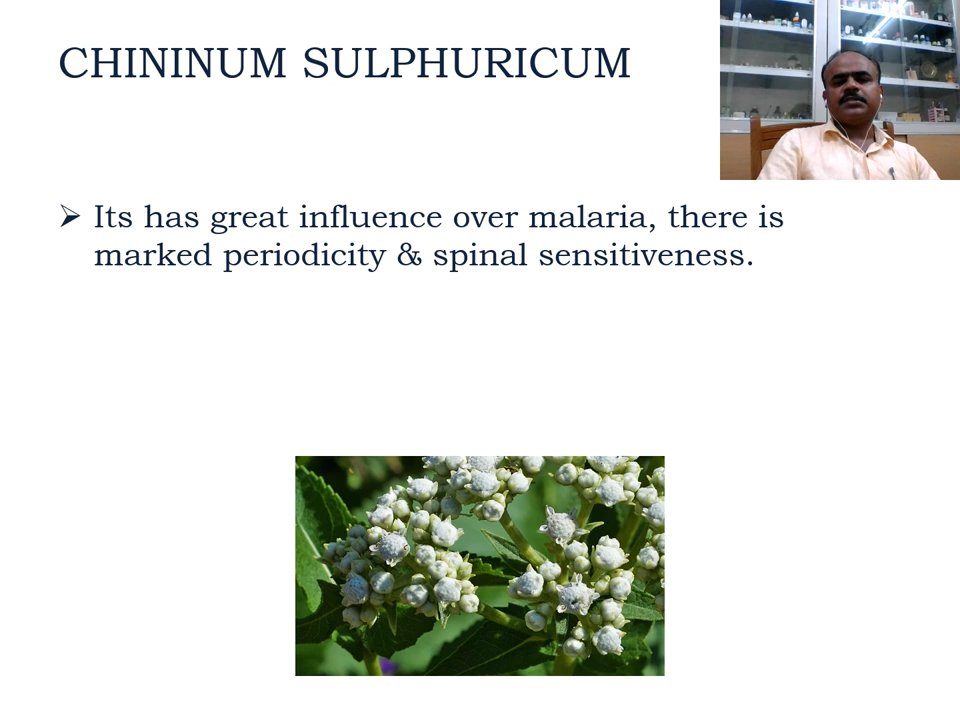 CHININUM SULPHURICUM
➢ Its has great influence over malaria, there is
marked periodicity & spinal sensitiveness.